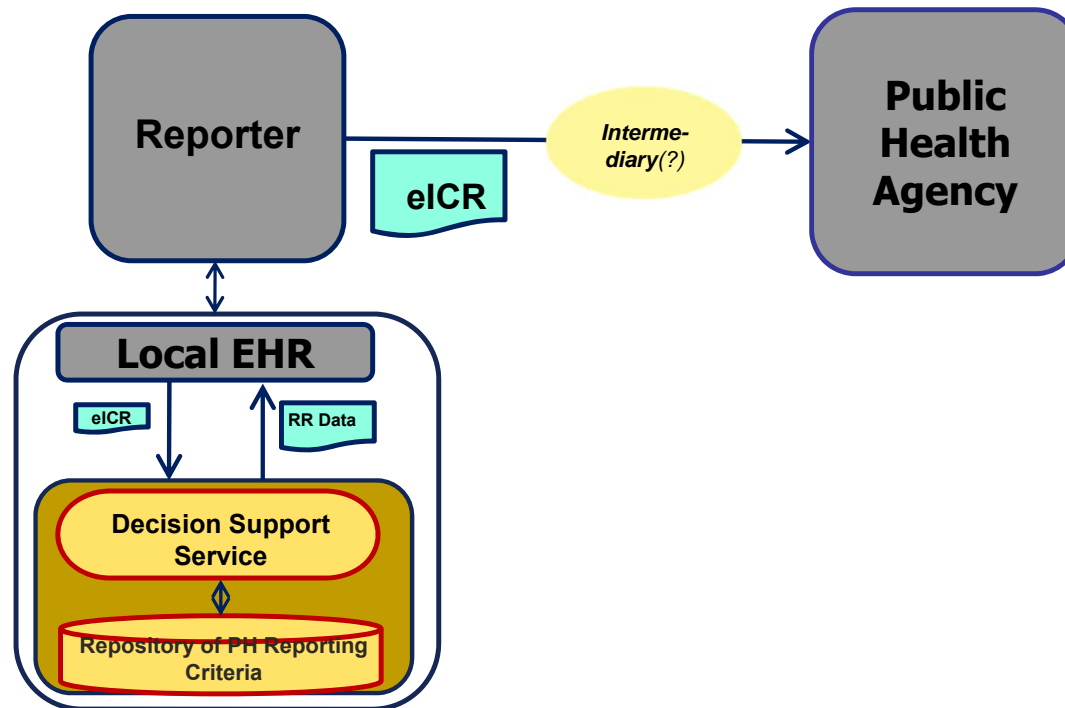 Reporter
Interme-
diary(?)
eICR
Public
Health
Agency
Local EHR
eICR
RR Data
Decision Support
Service
Repository of PH Reporting
Criteria